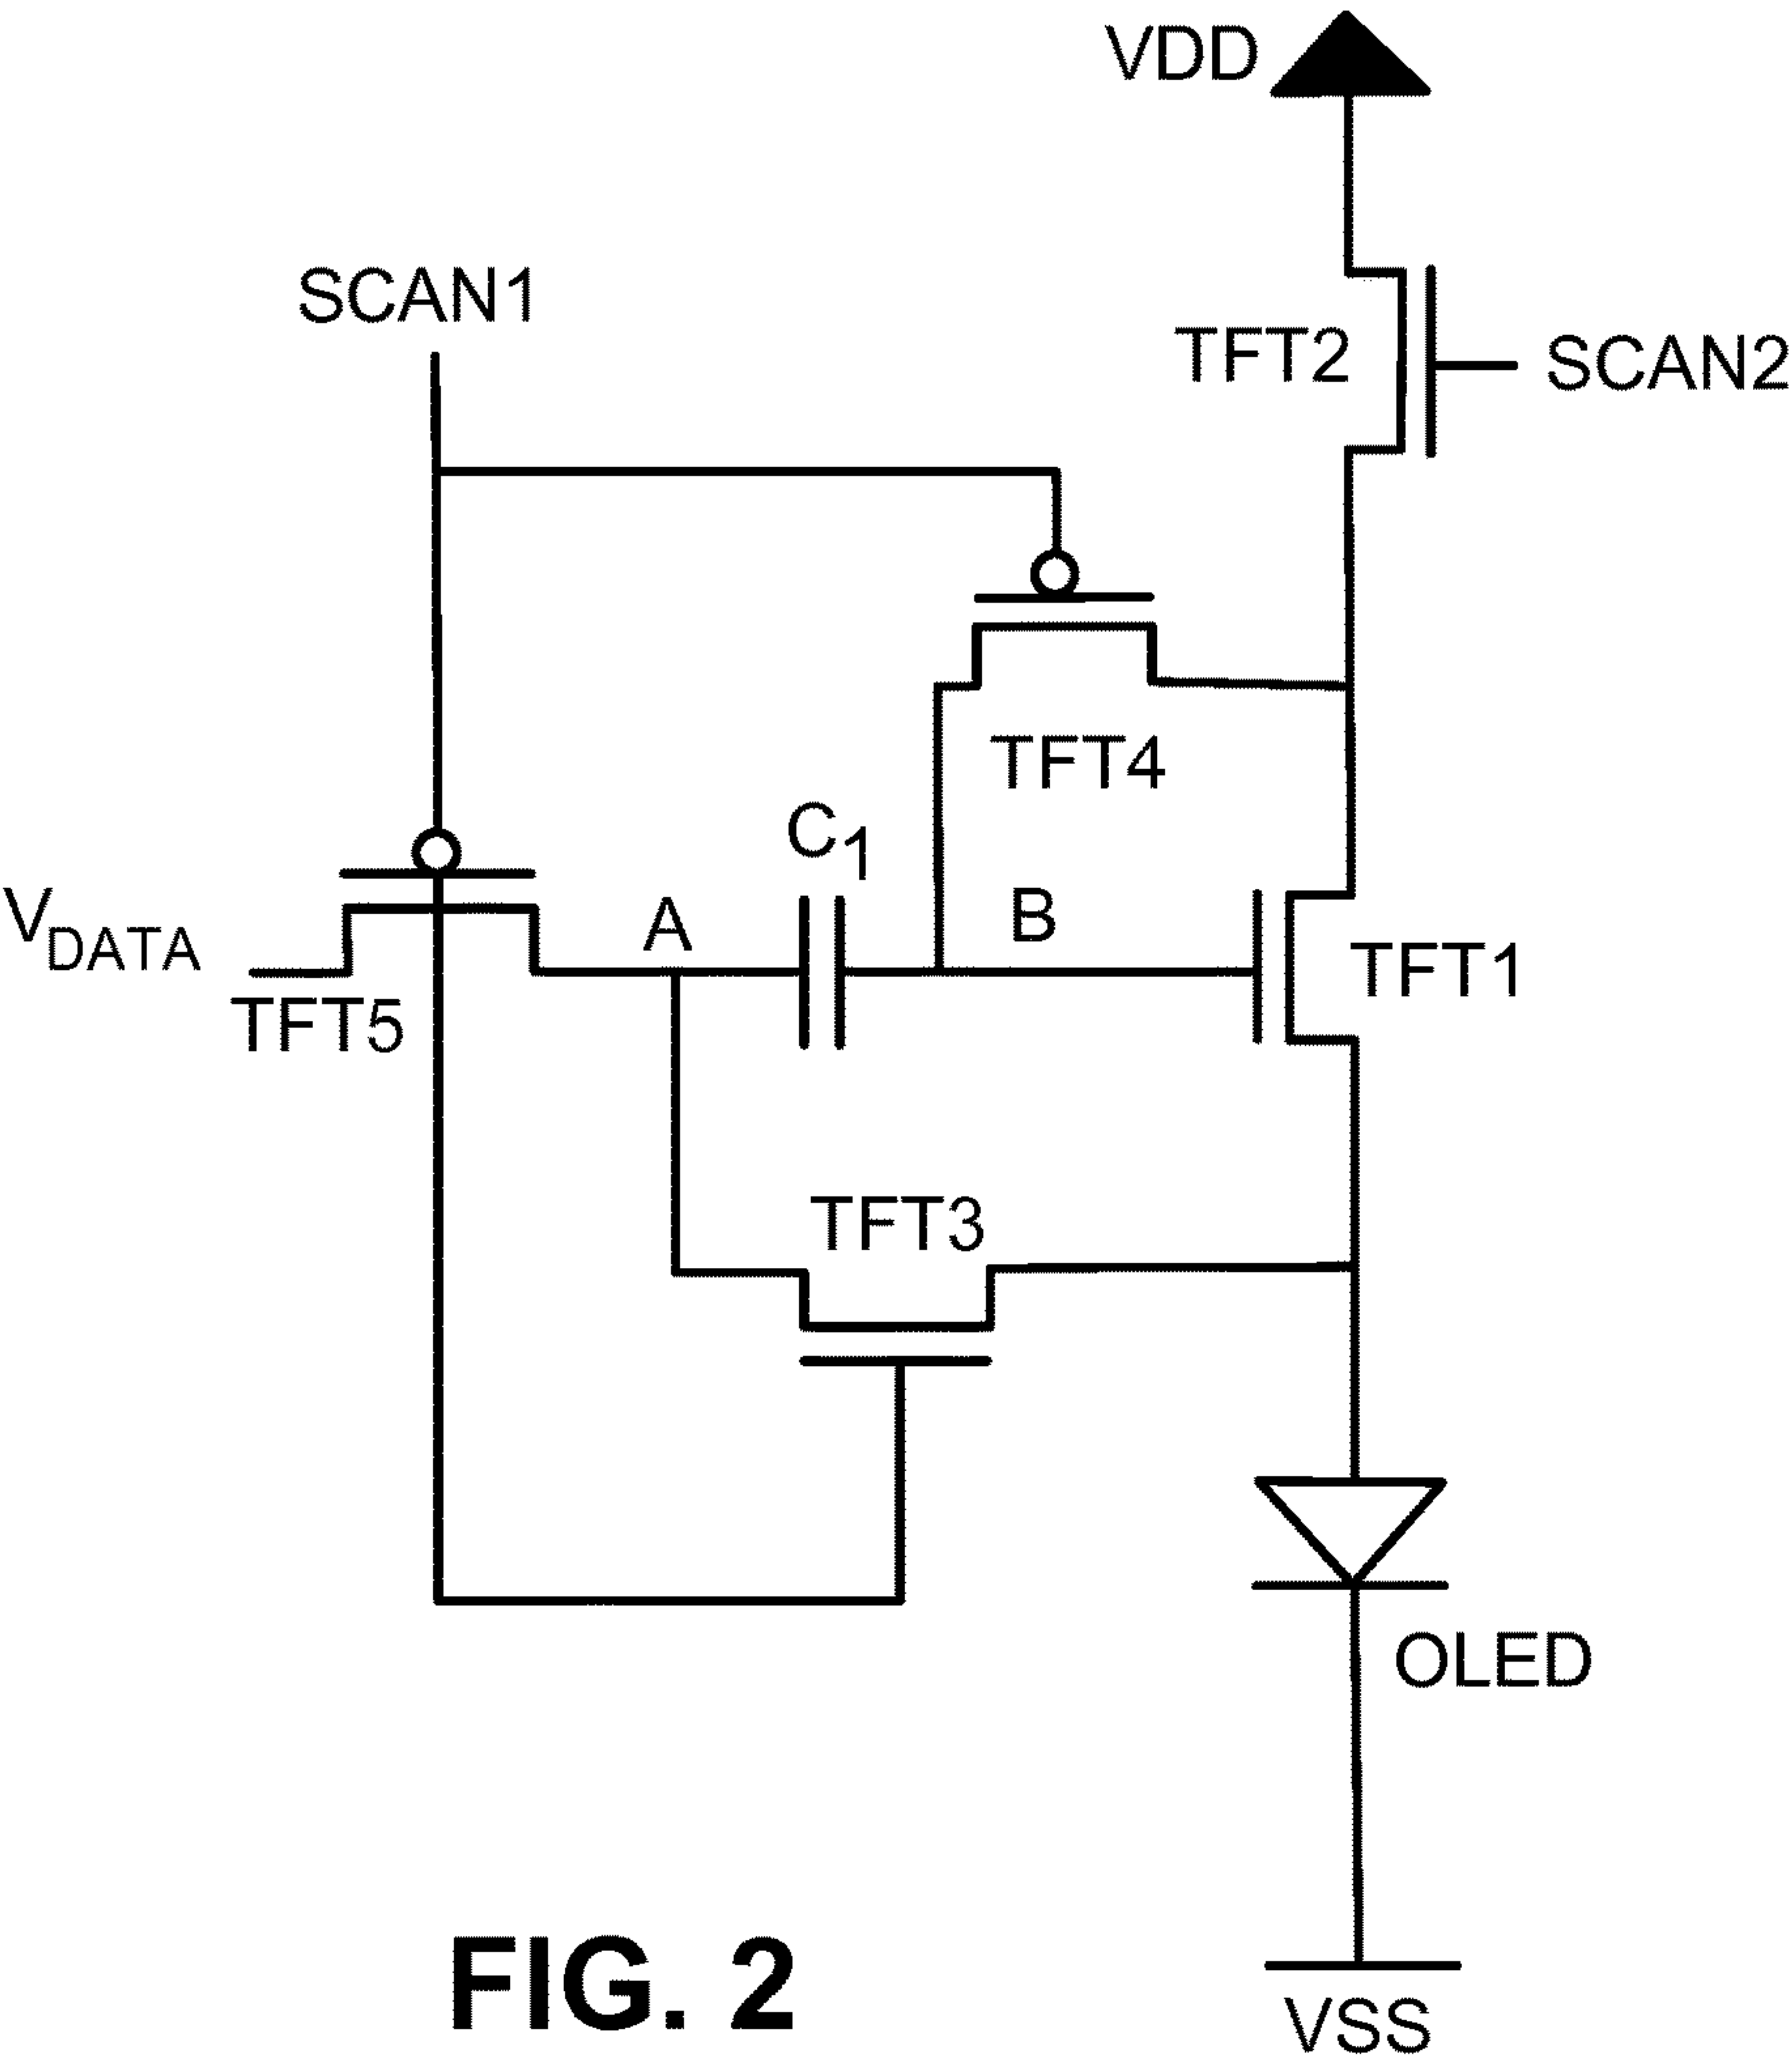 VDD
SCAN1
TFT2
SCAN2
TFT4
C1
VDATA
A
B
TFT1
TFT5
TFT3
OLED
FIG. 2
VSS